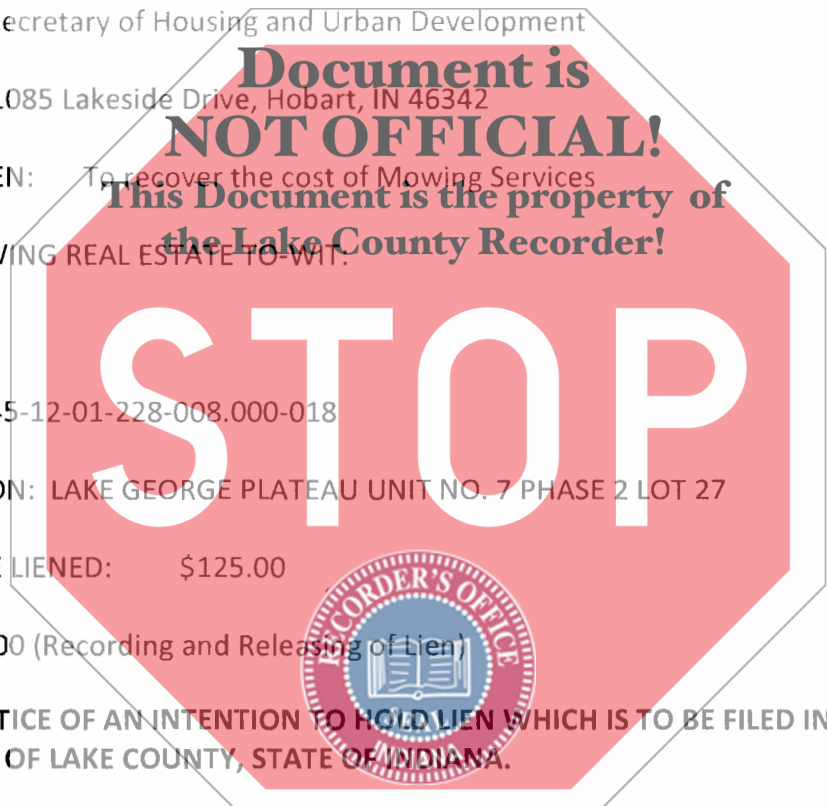 ecretary of Housing and Urban Development
Document is
085 Lakeside Drive, Hobart, IN 46342
NOT OFFICIAL!
EN: To recover the cost of Mowing Services
This Document is the property of
the Lake County Recorder!
WING REAL ESTATE TO-WIT:
STOP
5-12-01-228-008.000-018
ON: LAKE GEORGE PLATEAU UNIT NO. 7 PHASE 2 LOT 27
LIENED: $125.00
RECORDER'S OFFICE
00 (Recording and Releasing of Lien)
SEAL
INDIANA
TICE OF AN INTENTION TO HOLD LIEN WHICH IS TO BE FILED IN
OF LAKE COUNTY, STATE OF INDIANA.